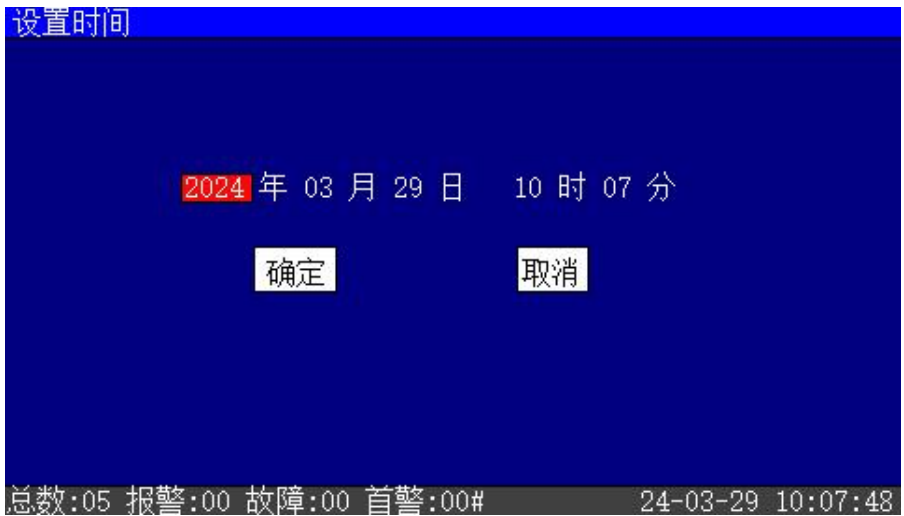 设置时间
2024 年 03 月 29 日 10 时 07 分
确定 取消
总数:05 报警:00 故障:00 首警:00# 24-03-29 10:07:48